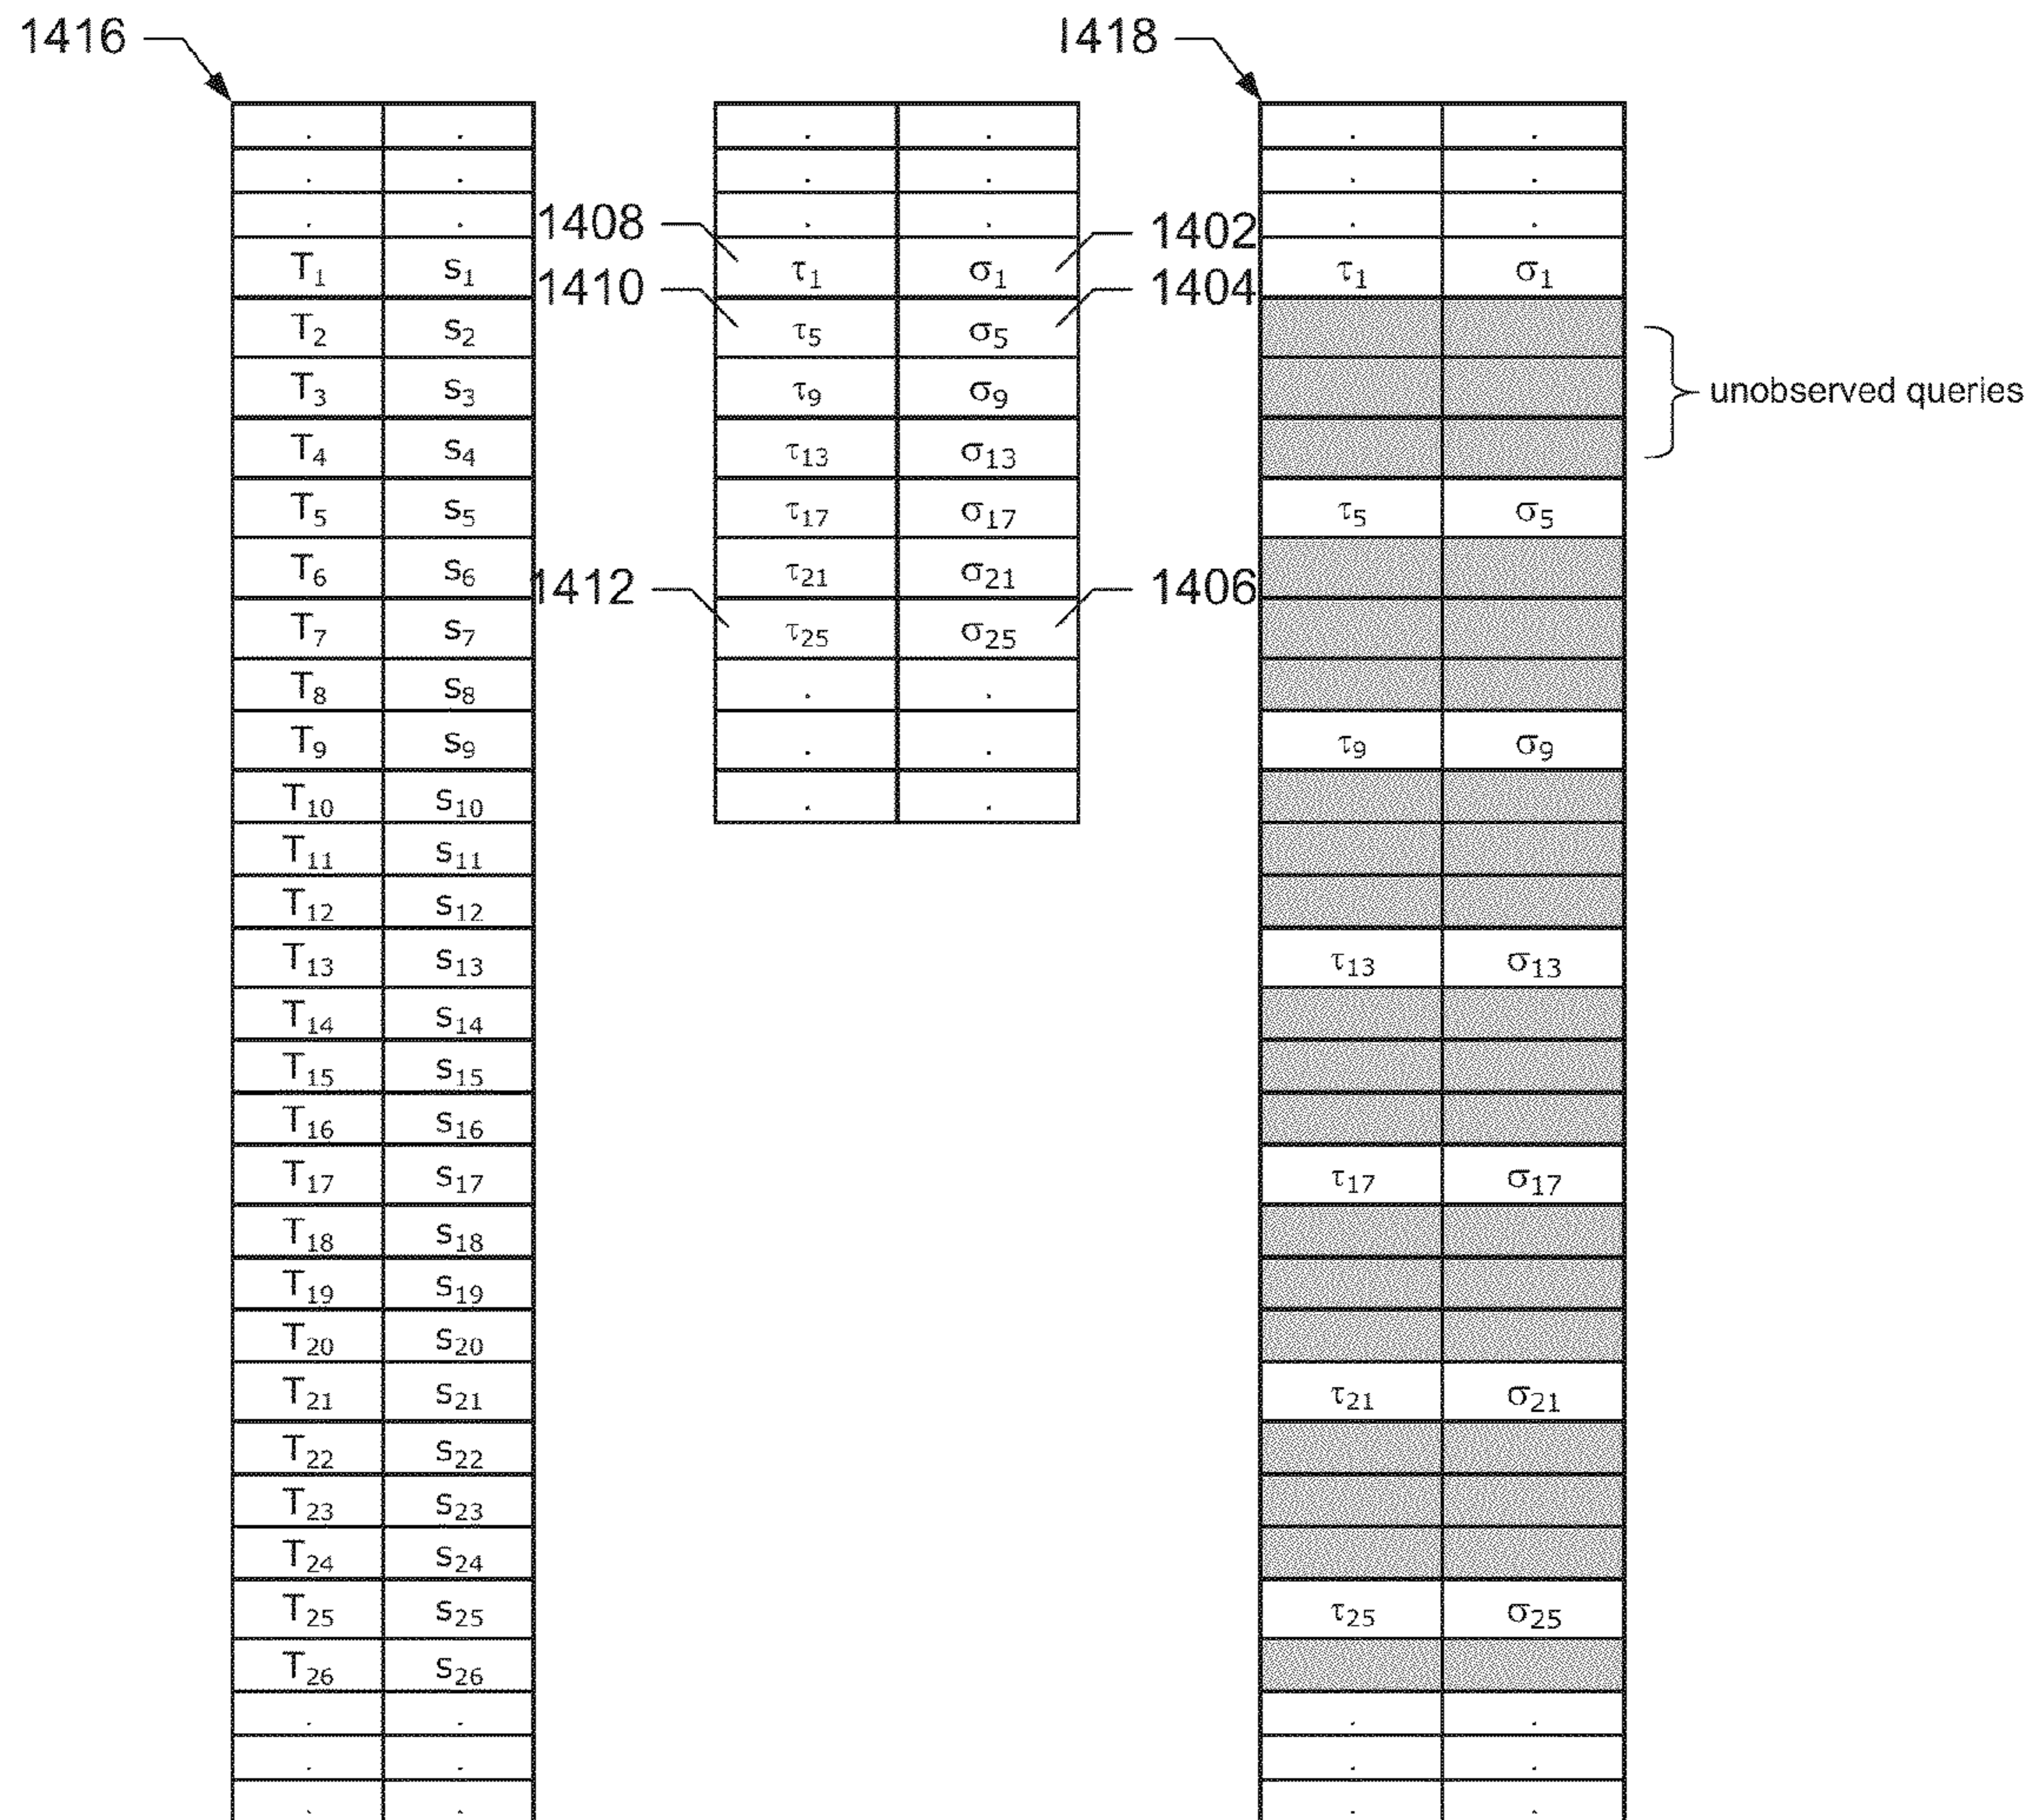 1416
1418
. . . . . .
. . . . . .
. . . . . .
1408 1402
T₁ s₁ τ₁ σ₁ τ₁ σ₁
1410 1404
T₂ s₂ τ₅ σ₅
T₃ s₃ τ₉ σ₉
unobserved queries
T₄ s₄ τ₁₃ σ₁₃
T₅ s₅ τ₁₇ σ₁₇ τ₅ σ₅
T₆ s₆ τ₂₁ σ₂₁
1412 1406
T₇ s₇ τ₂₅ σ₂₅
T₈ s₈ . .
T₉ s₉ . . τ₉ σ₉
T₁₀ s₁₀ . .
T₁₁ s₁₁
T₁₂ s₁₂
T₁₃ s₁₃ τ₁₃ σ₁₃
T₁₄ s₁₄
T₁₅ s₁₅
T₁₆ s₁₆
T₁₇ s₁₇ τ₁₇ σ₁₇
T₁₈ s₁₈
T₁₉ s₁₉
T₂₀ s₂₀
T₂₁ s₂₁ τ₂₁ σ₂₁
T₂₂ s₂₂
T₂₃ s₂₃
T₂₄ s₂₄
T₂₅ s₂₅ τ₂₅ σ₂₅
T₂₆ s₂₆
. . . .
. . . .
. . . .